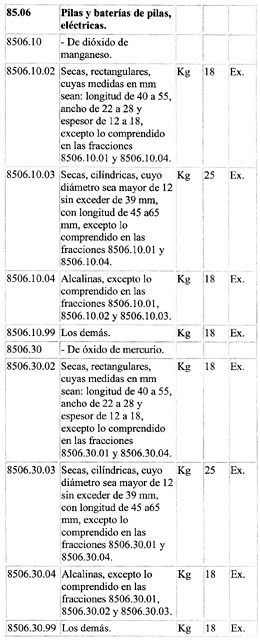 85.06 Pilas y baterías de pilas,
eléctricas.
8506.10 - De dióxido de
manganeso.
8506.10.02 Secas, rectangulares, Kg 18 Ex.
cuyas medidas en mm
sean: longitud de 40 a 55,
ancho de 22 a 28 y
espesor de 12 a 18,
excepto lo comprendido
en las fracciones
8506.10.01 y 8506.10.04.
8506.10.03 Secas, cilíndricas, cuyo Kg 25 Ex.
diámetro sea mayor de 12
sin exceder de 39 mm,
con longitud de 45 a65
mm, excepto lo
comprendido en las
fracciones 8506.10.01 y
8506.10.04.
8506.10.04 Alcalinas, excepto lo Kg 18 Ex.
comprendido en las
fracciones 8506.10.01,
8506.10.02 y 8506.10.03.
8506.10.99 Los demás. Kg 18 Ex.
8506.30 - De óxido de mercurio.
8506.30.02 Secas, rectangulares, Kg 18 Ex.
cuyas medidas en mm
sean: longitud de 40 a 55,
ancho de 22 a 28 y
espesor de 12 a 18,
excepto lo comprendido
en las fracciones
8506.30.01 y 8506.30.04.
8506.30.03 Secas, cilíndricas, cuyo Kg 25 Ex.
diámetro sea mayor de 12
sin exceder de 39 mm,
con longitud de 45 a65
mm, excepto lo
comprendido en las
fracciones 8506.30.01 y
8506.30.04.
8506.30.04 Alcalinas, excepto lo Kg 18 Ex.
comprendido en las
fracciones 8506.30.01,
8506.30.02 y 8506.30.03.
8506.30.99 Los demás. Kg 18 Ex.